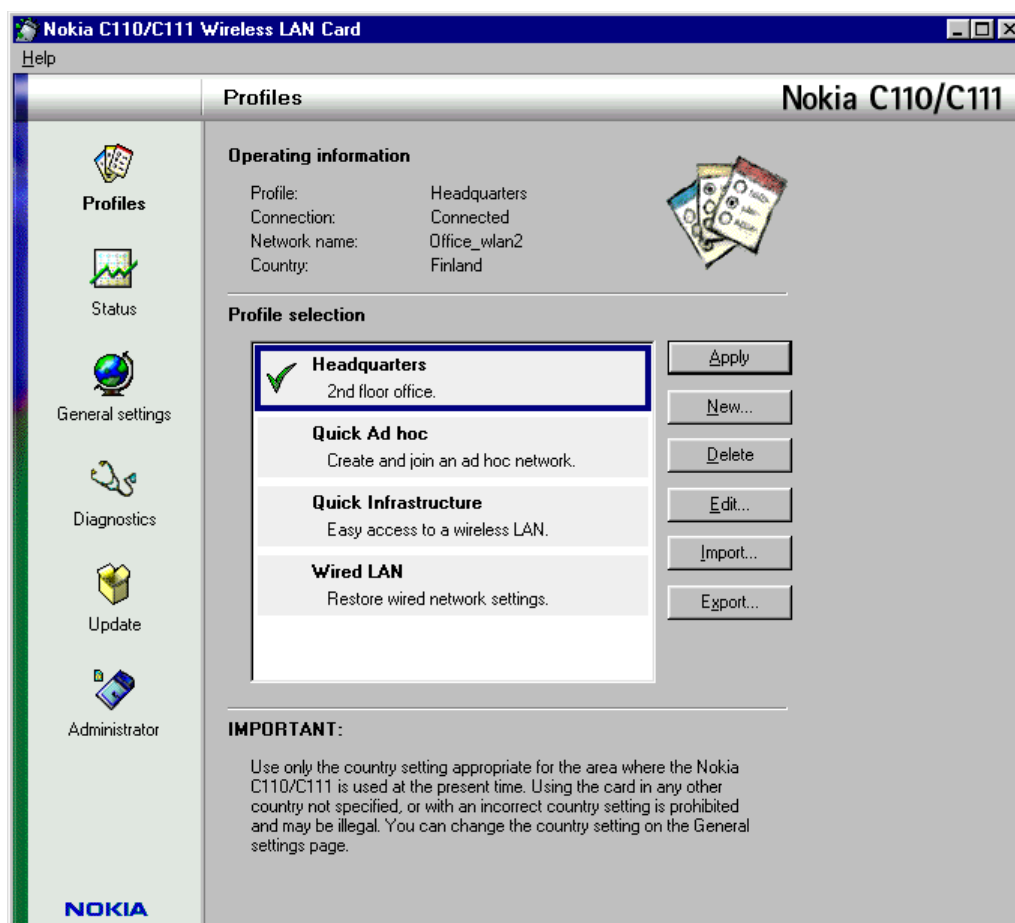 Nokia C110/C111 Wireless LAN Card
Help
Profiles
Nokia C110/C111
Profiles
Status
General settings
Diagnostics
Update
Administrator
NOKIA
Operating information
Profile: Headquarters
Connection: Connected
Network name: Office_wlan2
Country: Finland
Profile selection
Headquarters
2nd floor office.
Quick Ad hoc
Create and join an ad hoc network.
Quick Infrastructure
Easy access to a wireless LAN.
Wired LAN
Restore wired network settings.
Apply
New...
Delete
Edit...
Import...
Export...
IMPORTANT:
Use only the country setting appropriate for the area where the Nokia
C110/C111 is used at the present time. Using the card in any other
country not specified, or with an incorrect country setting is prohibited
and may be illegal. You can change the country setting on the General
settings page.